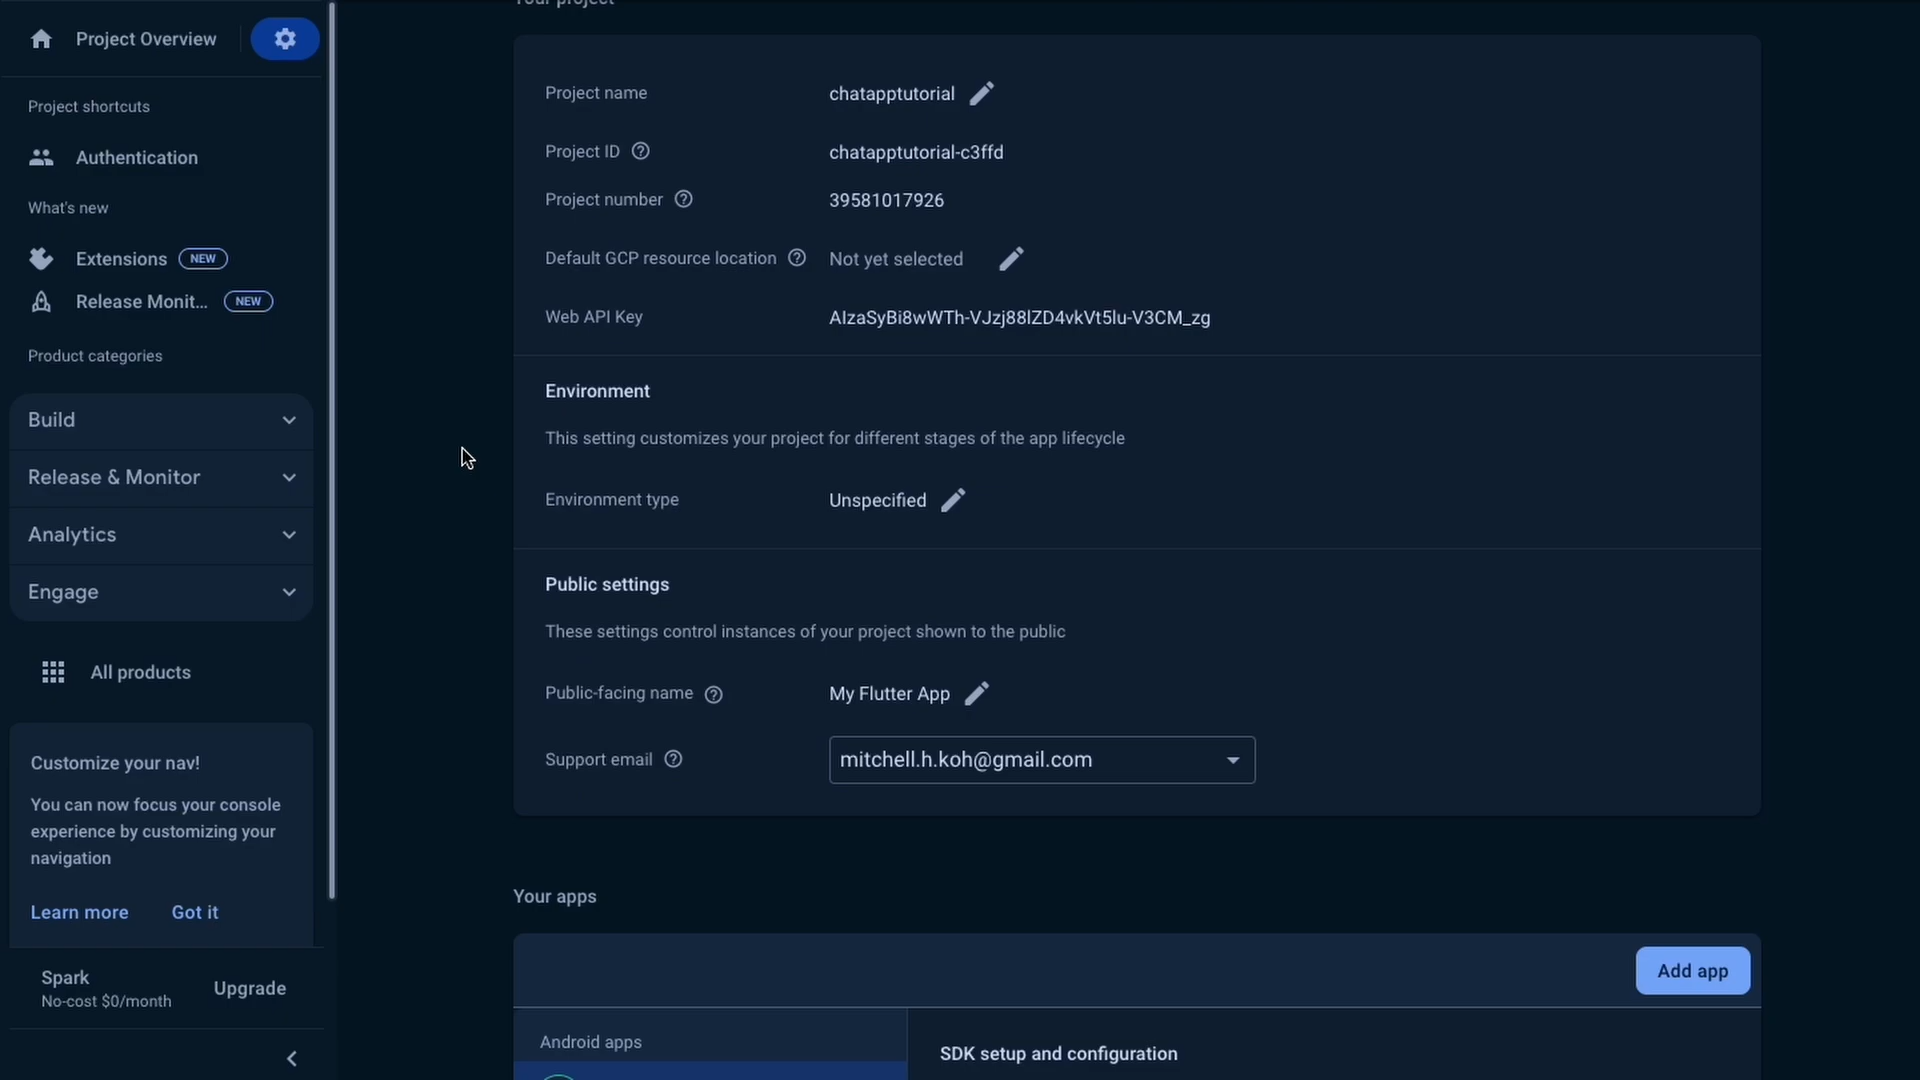 Your project
Project Overview
Project shortcuts
Authentication
What's new
Extensions NEW
Release Monit... NEW
Product categories
Build
Release & Monitor
Analytics
Engage
All products
Customize your nav!
You can now focus your console
experience by customizing your
navigation
Learn more Got it
Spark
No-cost $0/month
Upgrade
Project name chatapptutorial
Project ID chatapptutorial-c3ffd
Project number 39581017926
Default GCP resource location Not yet selected
Web API Key AIzaSyBi8wWTh-VJzj88lZD4vkVt5lu-V3CM_zg
Environment
This setting customizes your project for different stages of the app lifecycle
Environment type Unspecified
Public settings
These settings control instances of your project shown to the public
Public-facing name My Flutter App
Support email mitchell.h.koh@gmail.com
Your apps
Add app
Android apps
SDK setup and configuration